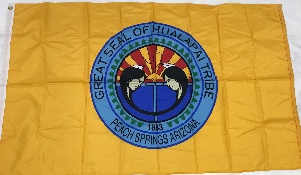 GREAT SEAL OF HUALAPAI TRIBE
1883
PEACH SPRINGS ARIZONA